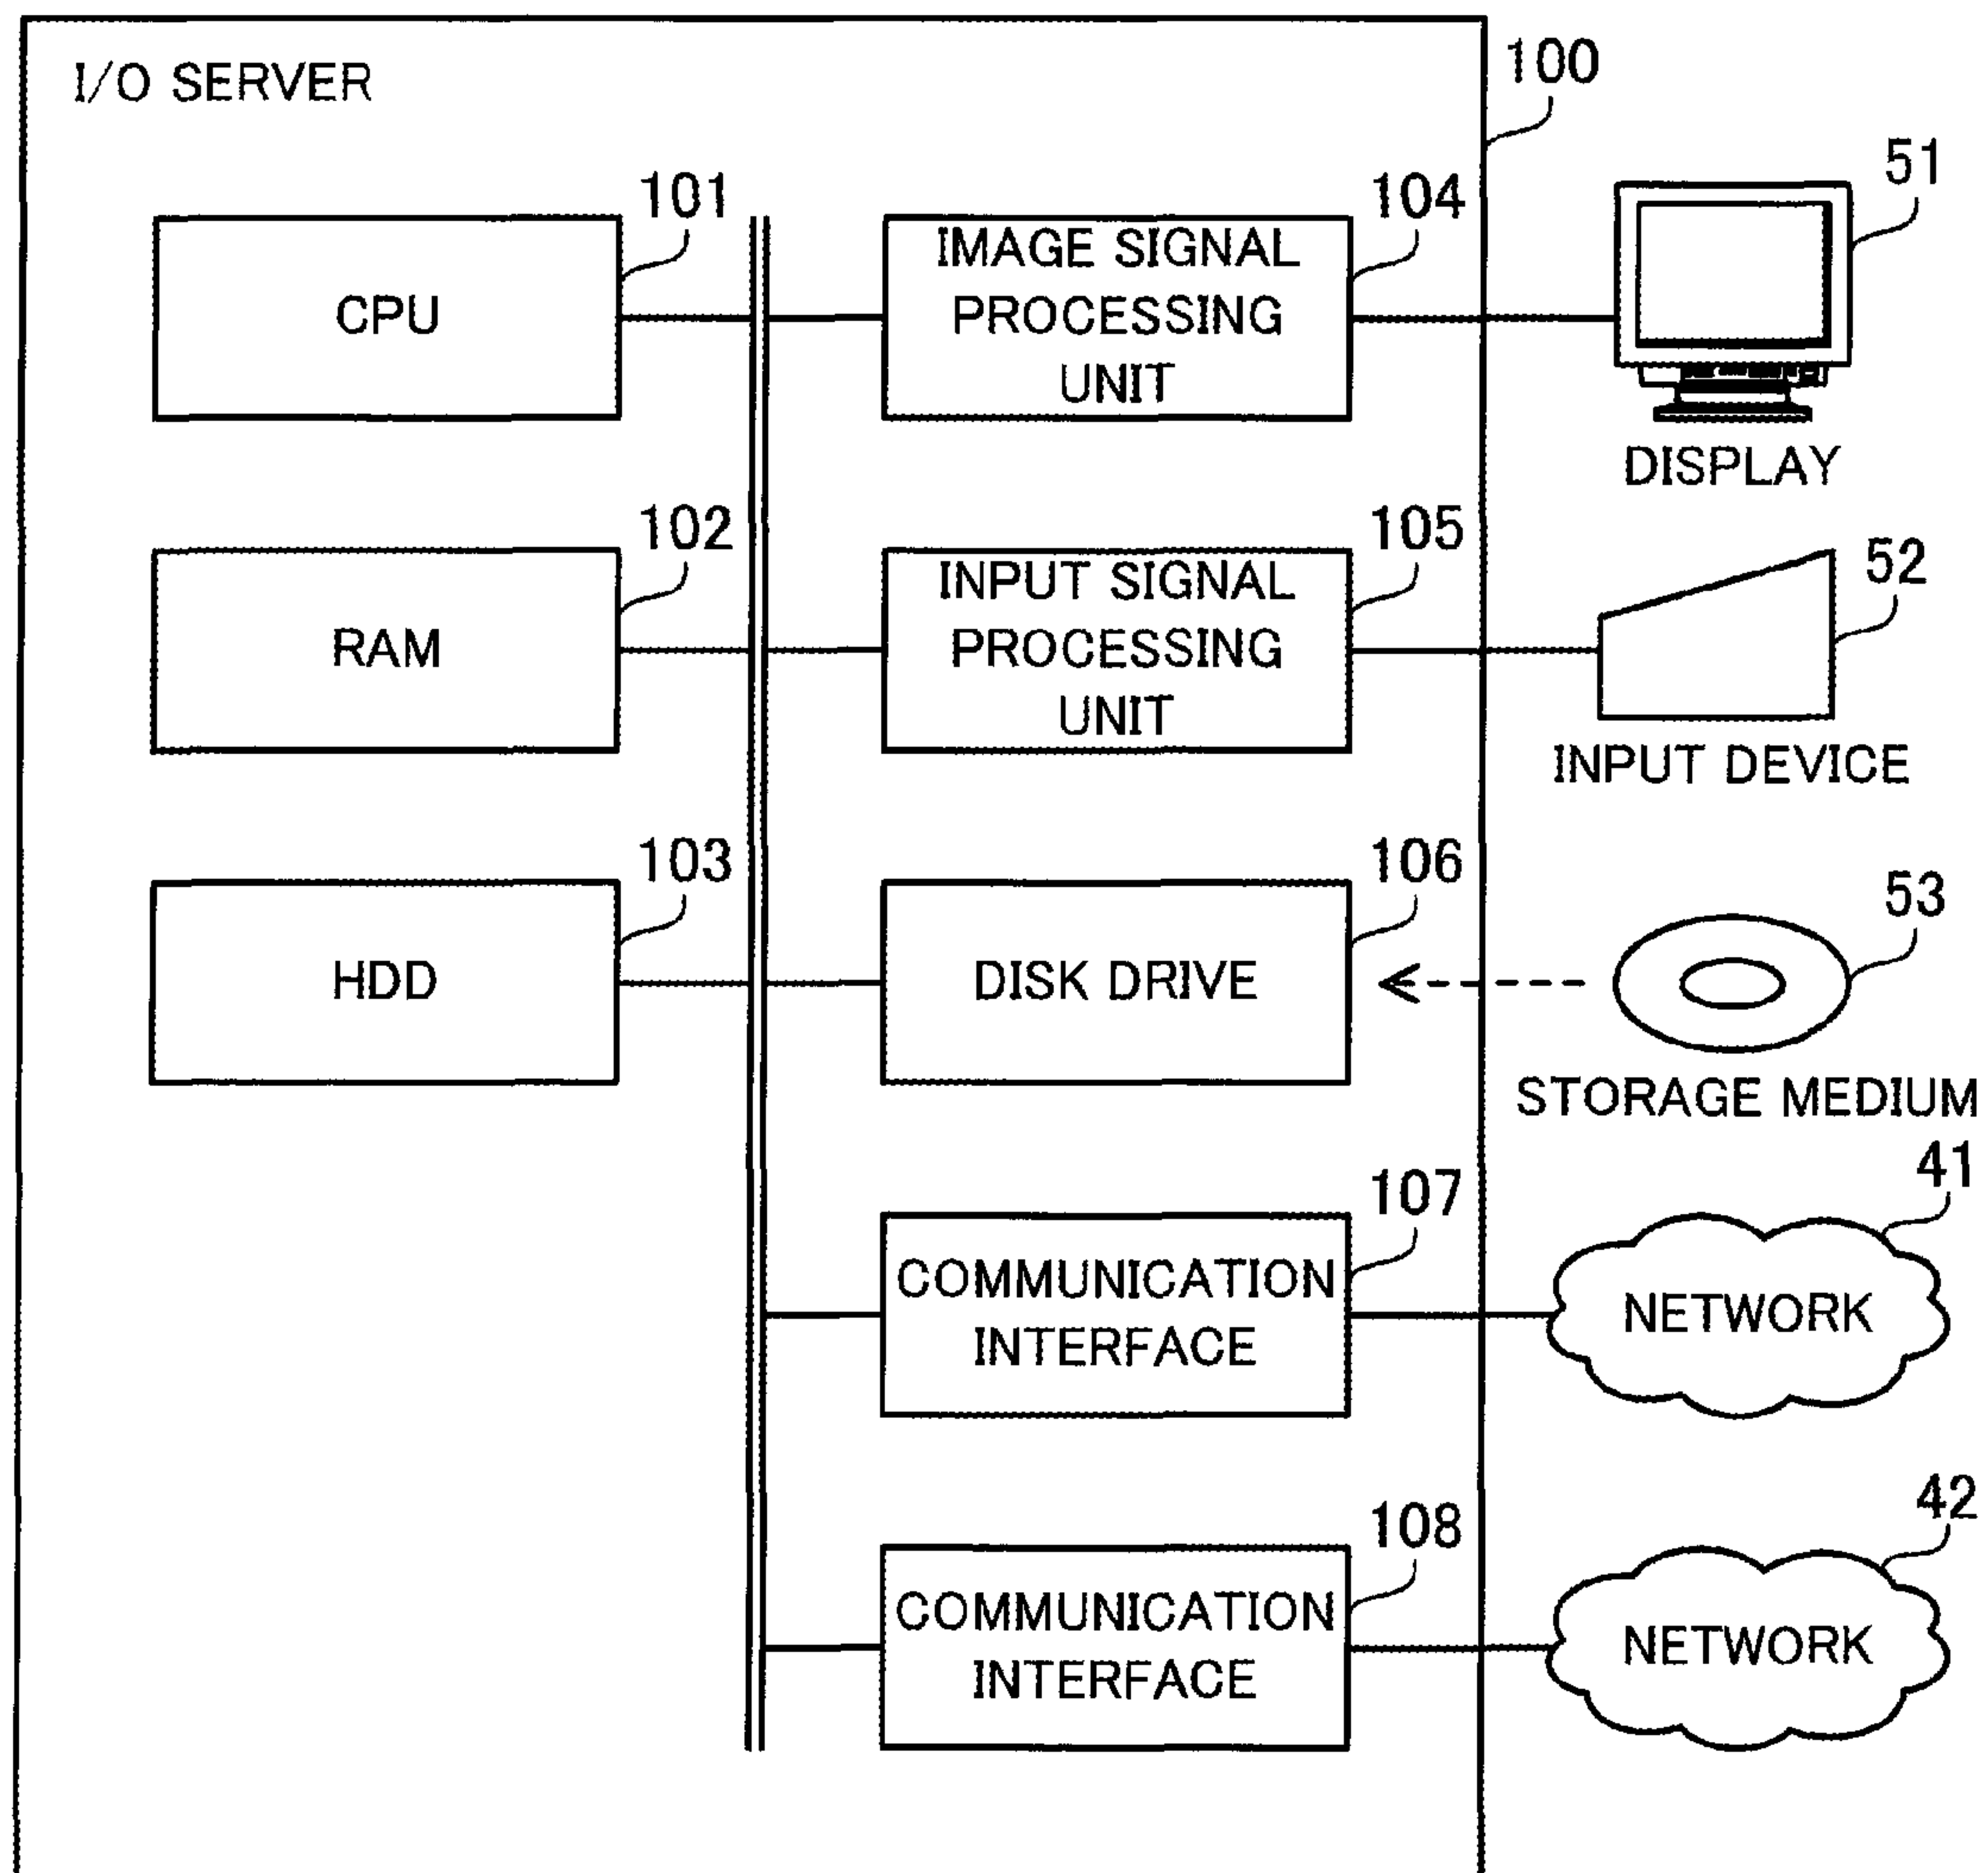 I/O SERVER
100
101
CPU
104
IMAGE SIGNAL
PROCESSING
UNIT
51
DISPLAY
102
RAM
105
INPUT SIGNAL
PROCESSING
UNIT
52
INPUT DEVICE
103
HDD
106
DISK DRIVE
53
STORAGE MEDIUM
107
COMMUNICATION
INTERFACE
41
NETWORK
108
COMMUNICATION
INTERFACE
42
NETWORK